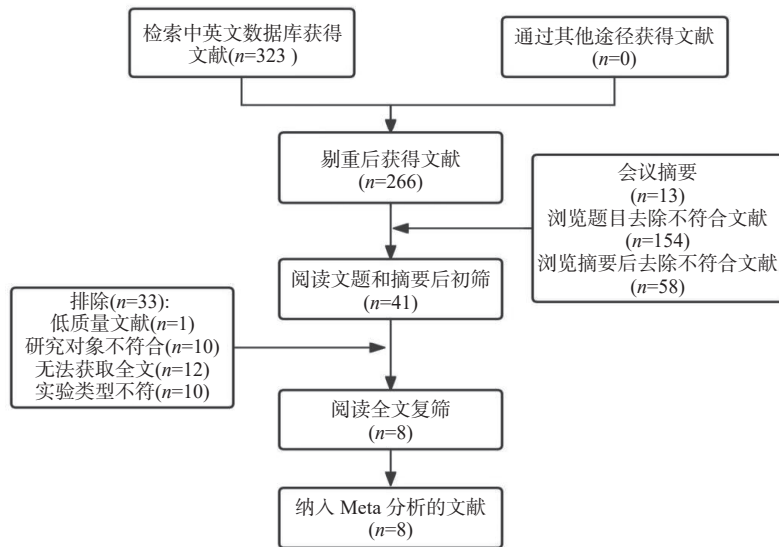 检索中英文数据库获得
文献(n=323 )
通过其他途径获得文献
(n=0)
剔重后获得文献
(n=266)
会议摘要
(n=13)
浏览题目去除不符合文献
(n=154)
浏览摘要后去除不符合文献
(n=58)
阅读文题和摘要后初筛
(n=41)
排除(n=33):
低质量文献(n=1)
研究对象不符合(n=10)
无法获取全文(n=12)
实验类型不符(n=10)
阅读全文复筛
(n=8)
纳入 Meta 分析的文献
(n=8)